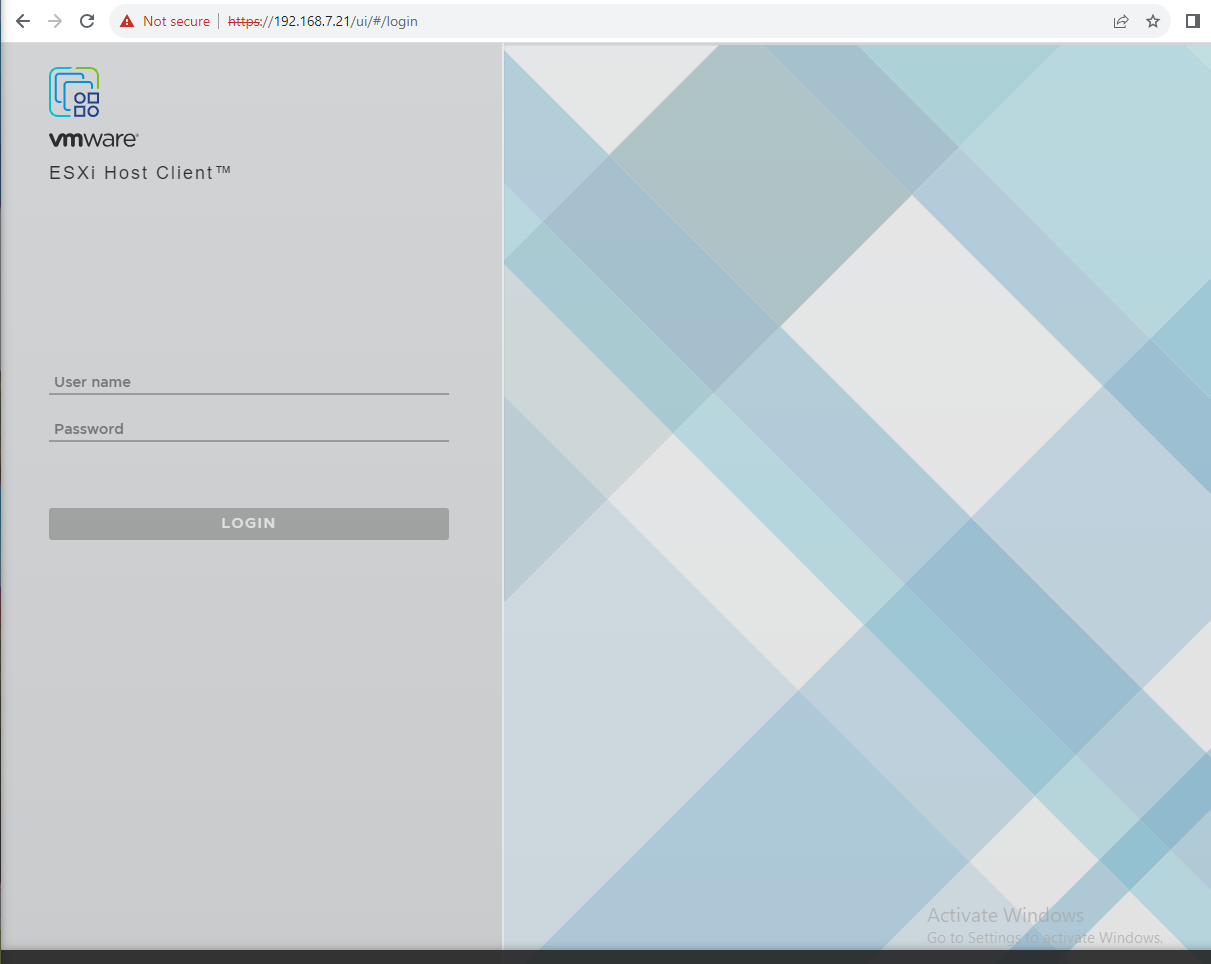 Not secure | https://192.168.7.21/ui/#/login
vmware®
ESXi Host Client™
User name
Password
LOGIN
Activate Windows
Go to Settings to activate Windows.